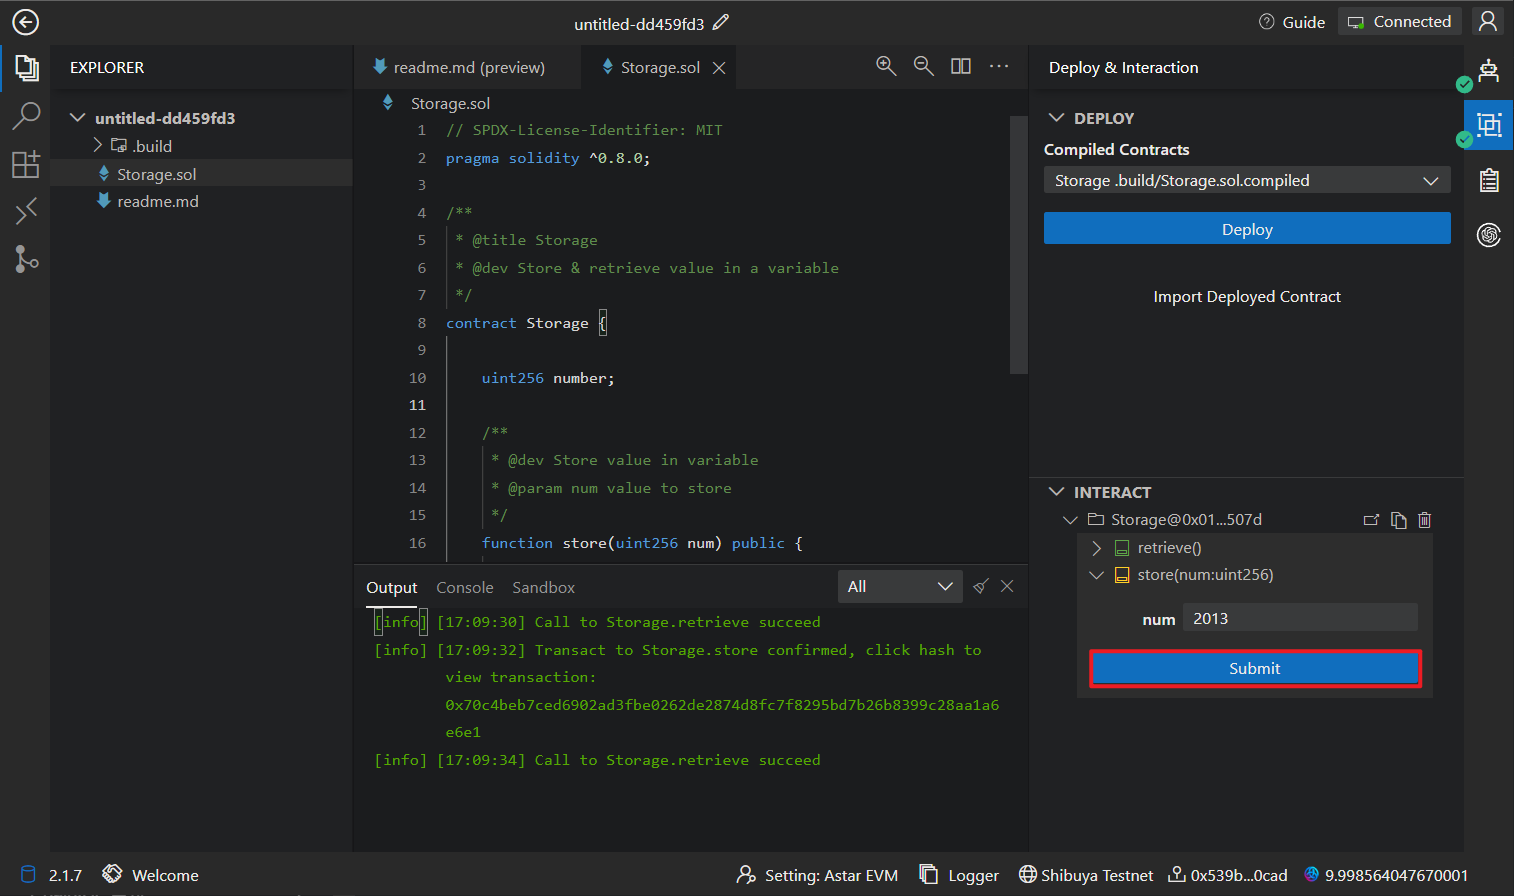 untitled-dd459fd3
Guide
Connected
EXPLORER
untitled-dd459fd3
.build
Storage.sol
readme.md
readme.md (preview)
Storage.sol
Storage.sol
1 // SPDX-License-Identifier: MIT
2 pragma solidity ^0.8.0;
3
4 /**
5 * @title Storage
6 * @dev Store & retrieve value in a variable
7 */
8 contract Storage {
9
10 uint256 number;
11
12 /**
13 * @dev Store value in variable
14 * @param num value to store
15 */
16 function store(uint256 num) public {
Output Console Sandbox
All
[info] [17:09:30] Call to Storage.retrieve succeed
[info] [17:09:32] Transact to Storage.store confirmed, click hash to
view transaction:
0x70c4beb7ced6902ad3fbe0262de2874d8fc7f8295bd7b26b8399c28aa1a6
e6e1
[info] [17:09:34] Call to Storage.retrieve succeed
Deploy & Interaction
DEPLOY
Compiled Contracts
Storage .build/Storage.sol.compiled
Deploy
Import Deployed Contract
INTERACT
Storage@0x01...507d
retrieve()
store(num:uint256)
num 2013
Submit
2.1.7
Welcome
Setting: Astar EVM
Logger
Shibuya Testnet
0x539b...0cad
9.998564047670001